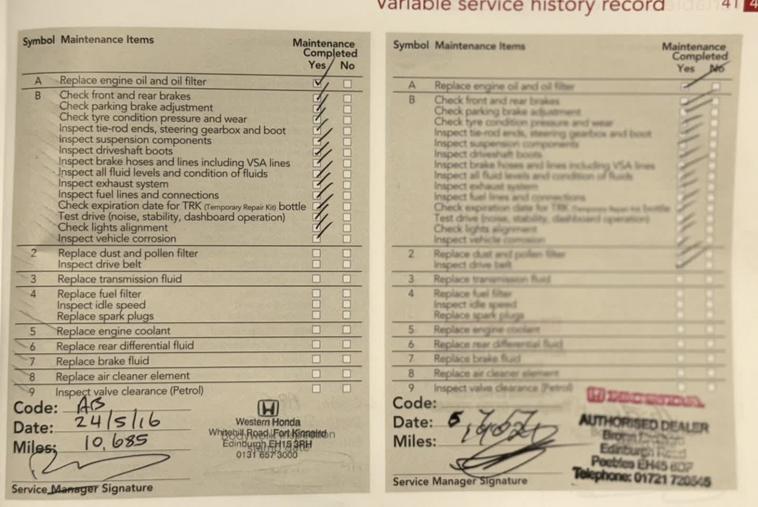 Variable service history record 41
Symbol Maintenance Items Maintenance Completed
Yes No
A Replace engine oil and oil filter
B Check front and rear brakes
Check parking brake adjustment
Check tyre condition pressure and wear
Inspect tie-rod ends, steering gearbox and boot
Inspect suspension components
Inspect driveshaft boots
Inspect brake hoses and lines including VSA lines
Inspect all fluid levels and condition of fluids
Inspect exhaust system
Inspect fuel lines and connections
Check expiration date for TRK (Temporary Repair Kit) bottle
Test drive (noise, stability, dashboard operation)
Check lights alignment
Inspect vehicle corrosion
2 Replace dust and pollen filter
Inspect drive belt
3 Replace transmission fluid
4 Replace fuel filter
Inspect idle speed
Replace spark plugs
5 Replace engine coolant
6 Replace rear differential fluid
7 Replace brake fluid
8 Replace air cleaner element
9 Inspect valve clearance (Petrol)
Code: AB
Date: 24/5/16
Miles: 10,685
Service Manager Signature
Western Honda
Whitehill Road, Fort Kinnaird
Edinburgh EH15 3RH
0131 657 3000
Symbol Maintenance Items Maintenance Completed
Yes No
A Replace engine oil and oil filter
B Check front and rear brakes
Check parking brake adjustment
Check tyre condition pressure and wear
Inspect tie-rod ends, steering gearbox and boot
Inspect suspension components
Inspect driveshaft boots
Inspect brake hoses and lines including VSA lines
Inspect all fluid levels and condition of fluids
Inspect exhaust system
Inspect fuel lines and connections
Check expiration date for TRK (Temporary Repair Kit) bottle
Test drive (noise, stability, dashboard operation)
Check lights alignment
Inspect vehicle corrosion
2 Replace dust and pollen filter
Inspect drive belt
3 Replace transmission fluid
4 Replace fuel filter
Inspect idle speed
Replace spark plugs
5 Replace engine coolant
6 Replace rear differential fluid
7 Replace brake fluid
8 Replace air cleaner element
9 Inspect valve clearance (Petrol)
Code:
Date:
Miles:
Service Manager Signature
HONDA
AUTHORISED DEALER
Edinburgh Road
Peebles EH45
Telephone: 01721